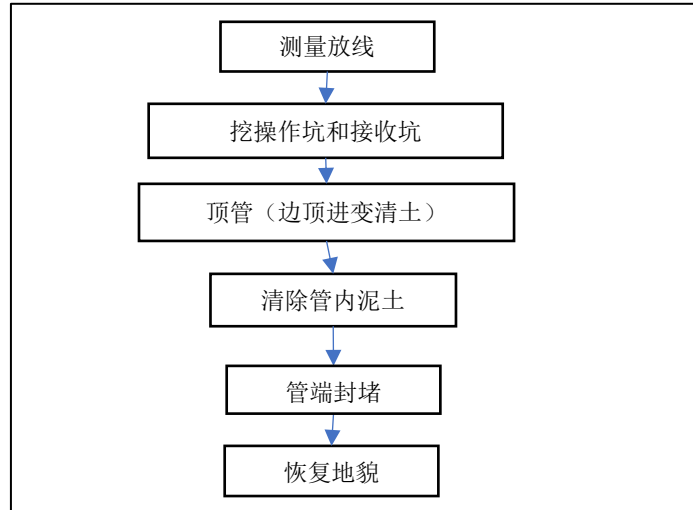 测量放线
挖操作坑和接收坑
顶管（边顶进变清土）
清除管内泥土
管端封堵
恢复地貌